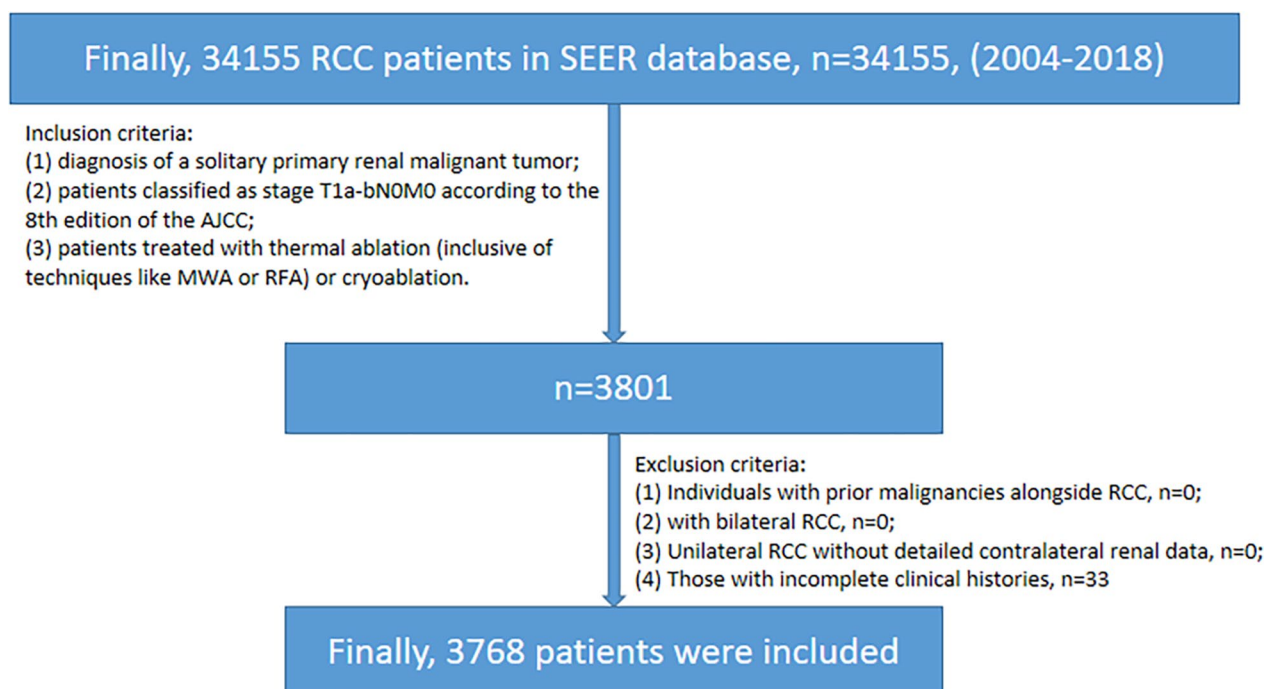 Finally, 34155 RCC patients in SEER database, n=34155, (2004-2018)
Inclusion criteria:
(1) diagnosis of a solitary primary renal malignant tumor;
(2) patients classified as stage T1a-bN0M0 according to the
8th edition of the AJCC;
(3) patients treated with thermal ablation (inclusive of
techniques like MWA or RFA) or cryoablation.
n=3801
Exclusion criteria:
(1) Individuals with prior malignancies alongside RCC, n=0;
(2) with bilateral RCC, n=0;
(3) Unilateral RCC without detailed contralateral renal data, n=0;
(4) Those with incomplete clinical histories, n=33
Finally, 3768 patients were included